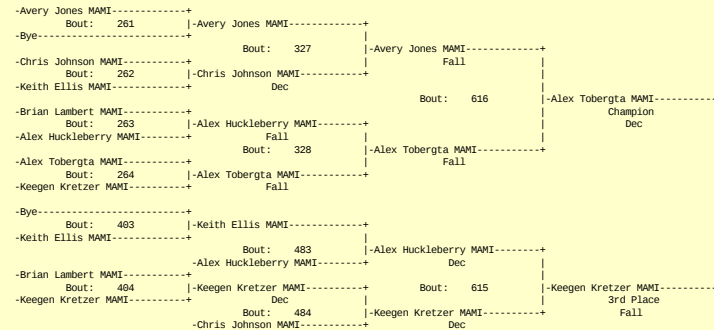 -Avery Jones MAMI------------+
Bout: 261 |-Avery Jones MAMI------------+
-Bye------------------------+ |
Bout: 327 |-Avery Jones MAMI------------+
-Chris Johnson MAMI----------+ | Fall |
Bout: 262 |-Chris Johnson MAMI----------+ |
-Keith Ellis MAMI------------+ Dec |
Bout: 616 |-Alex Tobergta MAMI----------
-Brian Lambert MAMI----------+ | Champion
Bout: 263 |-Alex Huckleberry MAMI--------+ | Dec
-Alex Huckleberry MAMI-------+ Fall | |
Bout: 328 |-Alex Tobergta MAMI----------+
-Alex Tobergta MAMI----------+ | Fall
Bout: 264 |-Alex Tobergta MAMI-----------+
-Keegen Kretzer MAMI----------+ Fall
-Bye------------------------+
Bout: 403 |-Keith Ellis MAMI-------------+
-Keith Ellis MAMI------------+ |
Bout: 483 |-Alex Huckleberry MAMI-------+
-Alex Huckleberry MAMI--------+ Dec |
-Brian Lambert MAMI----------+ |
Bout: 404 |-Keegen Kretzer MAMI----------+ Bout: 615 |-Keegen Kretzer MAMI---------
-Keegen Kretzer MAMI----------+ Dec | | 3rd Place
Bout: 484 |-Keegen Kretzer MAMI---------+ Fall
-Chris Johnson MAMI----------+ Dec